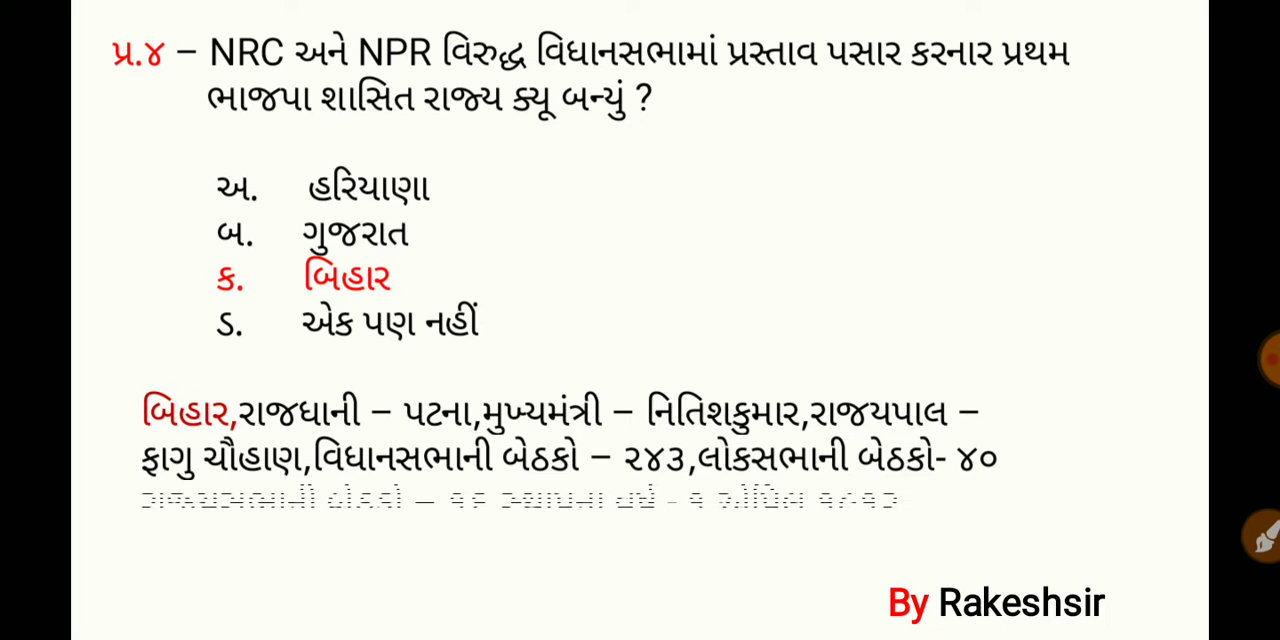 પ્ર.૪ – NRC અને NPR વિરુદ્ધ વિધાનસભામાં પ્રસ્તાવ પસાર કરનાર પ્રથમ
ભાજપા શાસિત રાજ્ય ક્યૂ બન્યું ?
અ. હરિયાણા
બ. ગુજરાત
ક. બિહાર
ડ. એક પણ નહીં
બિહાર,રાજધાની – પટના,મુખ્યમંત્રી – નિતિશકુમાર,રાજયપાલ –
ફાગુ ચૌહાણ,વિધાનસભાની બેઠકો – ૨૪૩,લોકસભાની બેઠકો- ૪૦
By Rakeshsir